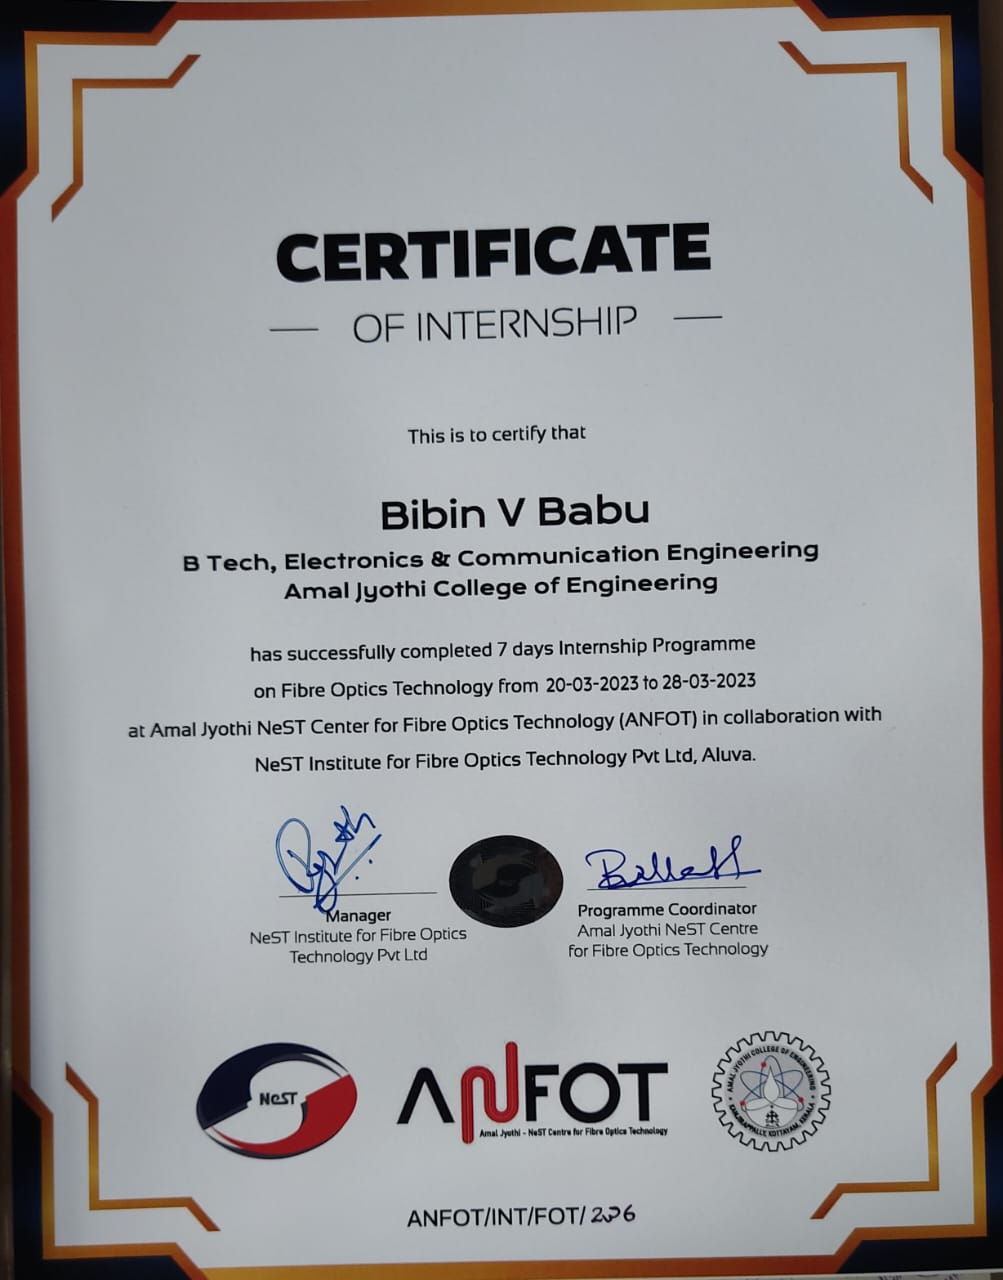 CERTIFICATE
OF INTERNSHIP
This is to certify that
Bibin V Babu
B Tech, Electronics & Communication Engineering
Amal Jyothi College of Engineering
has successfully completed 7 days Internship Programme
on Fibre Optics Technology from 20-03-2023 to 28-03-2023
at Amal Jyothi NeST Center for Fibre Optics Technology (ANFOT) in collaboration with
NeST Institute for Fibre Optics Technology Pvt Ltd, Aluva.
Manager
NeST Institute for Fibre Optics
Technology Pvt Ltd
Programme Coordinator
Amal Jyothi NeST Centre
for Fibre Optics Technology
NeST
ANFOT
Amal Jyothi - NeST Centre for Fibre Optics Technology
AMAL JYOTHI COLLEGE OF ENGINEERING
KANJIRAPPALLY, KOTTAYAM, KERALA
ANFOT/INT/FOT/206